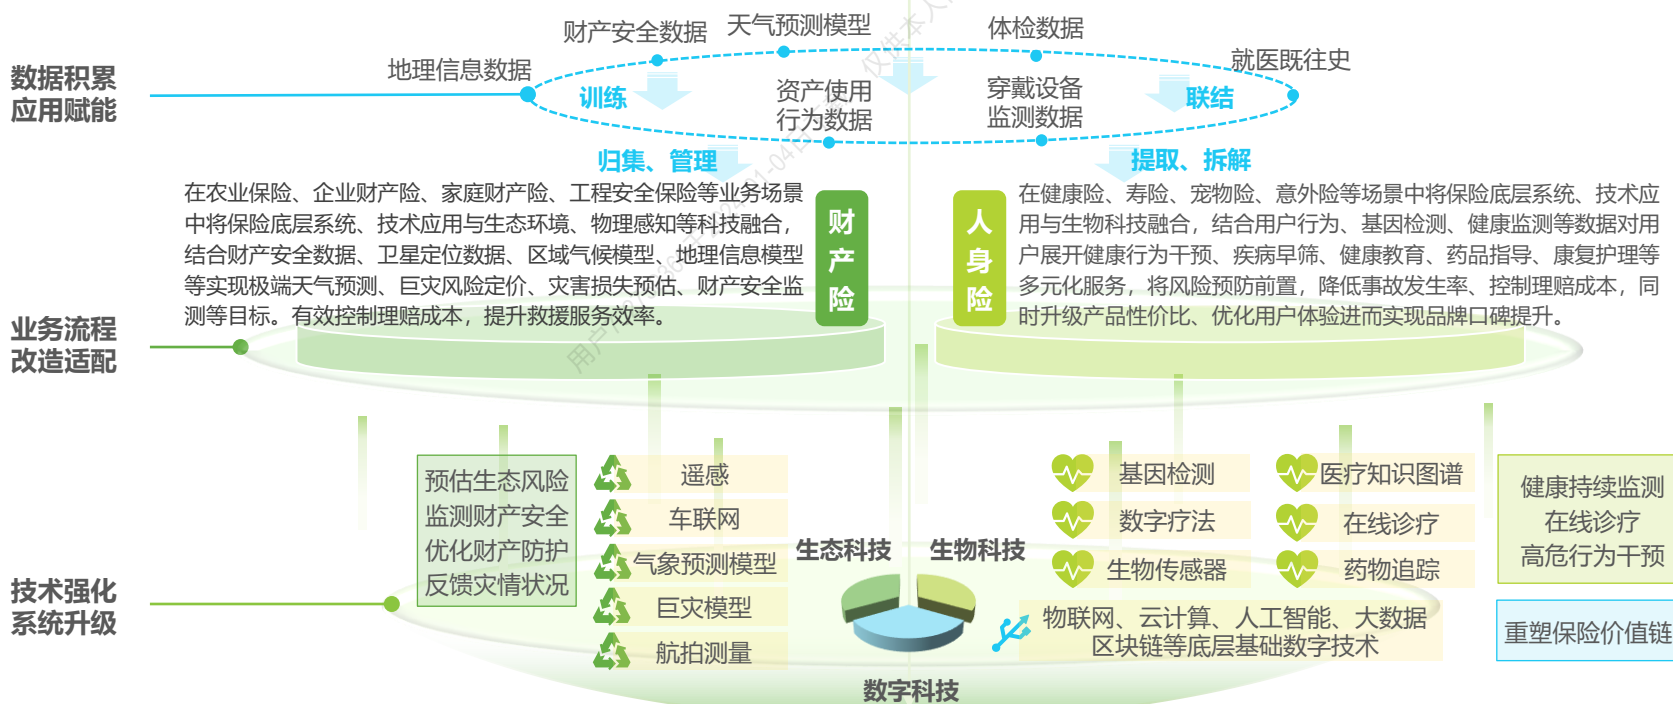 财产安全数据
天气预测模型
体检数据
地理信息数据
就医既往史
数据积累
应用赋能
训练
资产使用
行为数据
穿戴设备
监测数据
联结
归集、管理
提取、拆解
在农业保险、企业财产险、家庭财产险、工程安全保险等业务场景
中将保险底层系统、技术应用与生态环境、物理感知等科技融合，
结合财产安全数据、卫星定位数据、区域气候模型、地理信息模型
等实现极端天气预测、巨灾风险定价、灾害损失预估、财产安全监
测等目标。有效控制理赔成本，提升救援服务效率。
财产险
人身险
在健康险、寿险、宠物险、意外险等场景中将保险底层系统、技术应
用与生物科技融合，结合用户行为、基因检测、健康监测等数据对用
户展开健康行为干预、疾病早筛、健康教育、药品指导、康复护理等
多元化服务，将风险预防前置，降低事故发生率、控制理赔成本，同
时升级产品性价比、优化用户体验进而实现品牌口碑提升。
业务流程
改造适配
预估生态风险
监测财产安全
优化财产防护
反馈灾情状况
遥感
车联网
气象预测模型
巨灾模型
航拍测量
生态科技
生物科技
数字科技
基因检测
数字疗法
生物传感器
医疗知识图谱
在线诊疗
药物追踪
健康持续监测
在线诊疗
高危行为干预
技术强化
系统升级
物联网、云计算、人工智能、大数据
区块链等底层基础数字技术
重塑保险价值链